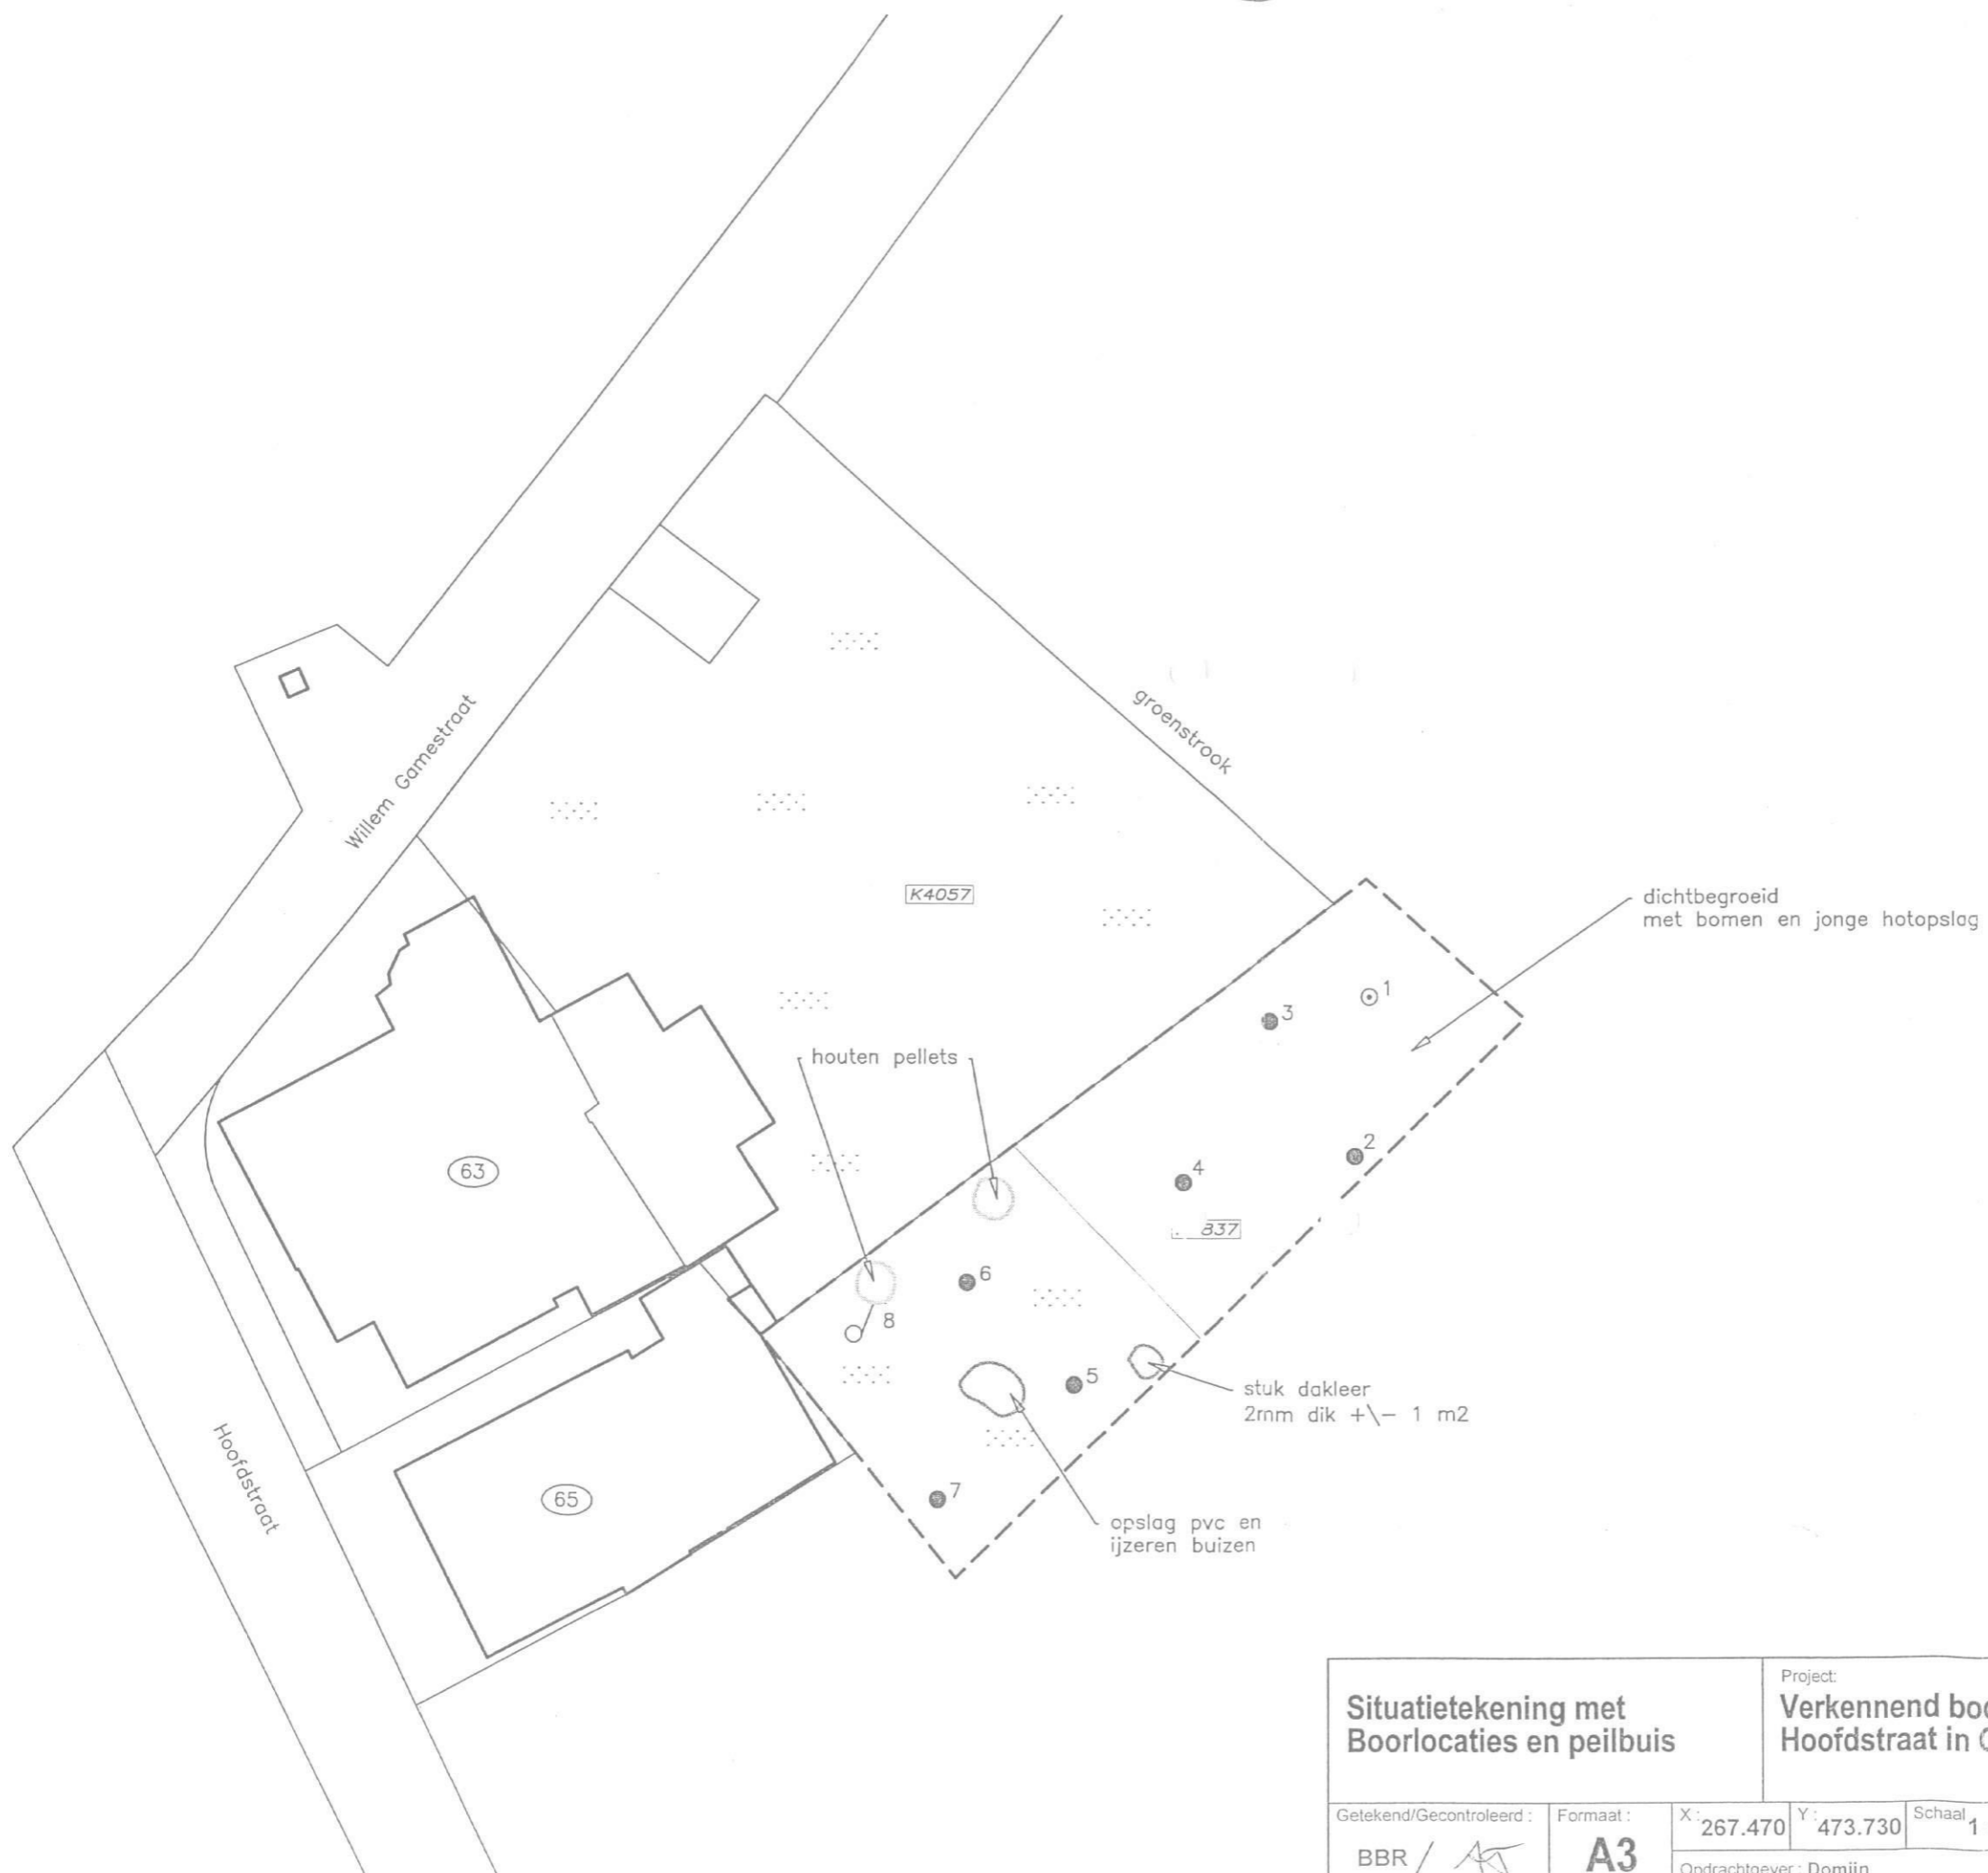 Willem Gamestraat
groenstrook
K4057
dichtbegroeid
met bomen en jonge hotopslag
1
3
houten pellets
2
4
63
837
6
8
5
stuk dakleer
2mm dik +\- 1 m2
Hoofdstraat
65
7
opslag pvc en
ijzeren buizen
Situatietekening met
Boorlocaties en peilbuis
Project:
Verkennend
Hoofdstraat in
Getekend/Gecontroleerd :
BBR /
Formaat :
A3
X : 267.470
Y : 473.730
Schaal 1
Opdrachtgever : Domijn